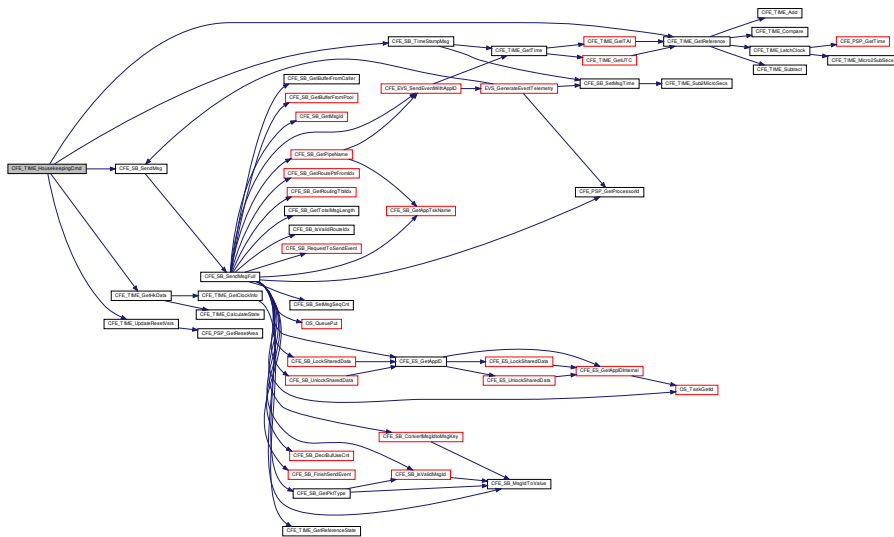 CFE_TIME_Add
CFE_TIME_Compare
CFE_TIME_GetTAI
CFE_TIME_GetReference
CFE_SB_TimeStampMsg
CFE_TIME_GetTime
CFE_TIME_LatchClock
CFE_PSP_GetTime
CFE_TIME_GetUTC
CFE_TIME_Micro2SubSecs
CFE_TIME_Subtract
CFE_SB_GetBufferFromCaller
CFE_SB_SetMsgTime
CFE_TIME_Sub2MicroSecs
CFE_EVS_SendEventWithAppID
EVS_GenerateEventTelemetry
CFE_SB_GetBufferFromPool
CFE_SB_GetMsgId
CFE_SB_GetPipeName
CFE_TIME_HousekeepingCmd
CFE_SB_SendMsg
CFE_SB_GetRoutePtrFromIdx
CFE_SB_GetRoutingTblIdx
CFE_PSP_GetProcessorId
CFE_SB_GetTotalMsgLength
CFE_SB_GetAppTskName
CFE_SB_IsValidRouteIdx
CFE_SB_RequestToSendEvent
CFE_SB_SendMsgFull
CFE_TIME_GetHkData
CFE_TIME_GetClockInfo
CFE_SB_SetMsgSeqCnt
CFE_TIME_CalculateState
CFE_TIME_UpdateResetVars
OS_QueuePut
CFE_PSP_GetResetArea
CFE_SB_LockSharedData
CFE_ES_GetAppID
CFE_ES_LockSharedData
CFE_ES_GetAppIDInternal
CFE_SB_UnlockSharedData
CFE_ES_UnlockSharedData
OS_TaskGetId
CFE_SB_ConvertMsgIdtoMsgKey
CFE_SB_DecrBufUseCnt
CFE_SB_FinishSendEvent
CFE_SB_IsValidMsgId
CFE_SB_MsgIdToValue
CFE_SB_GetPktType
CFE_TIME_GetReferenceState